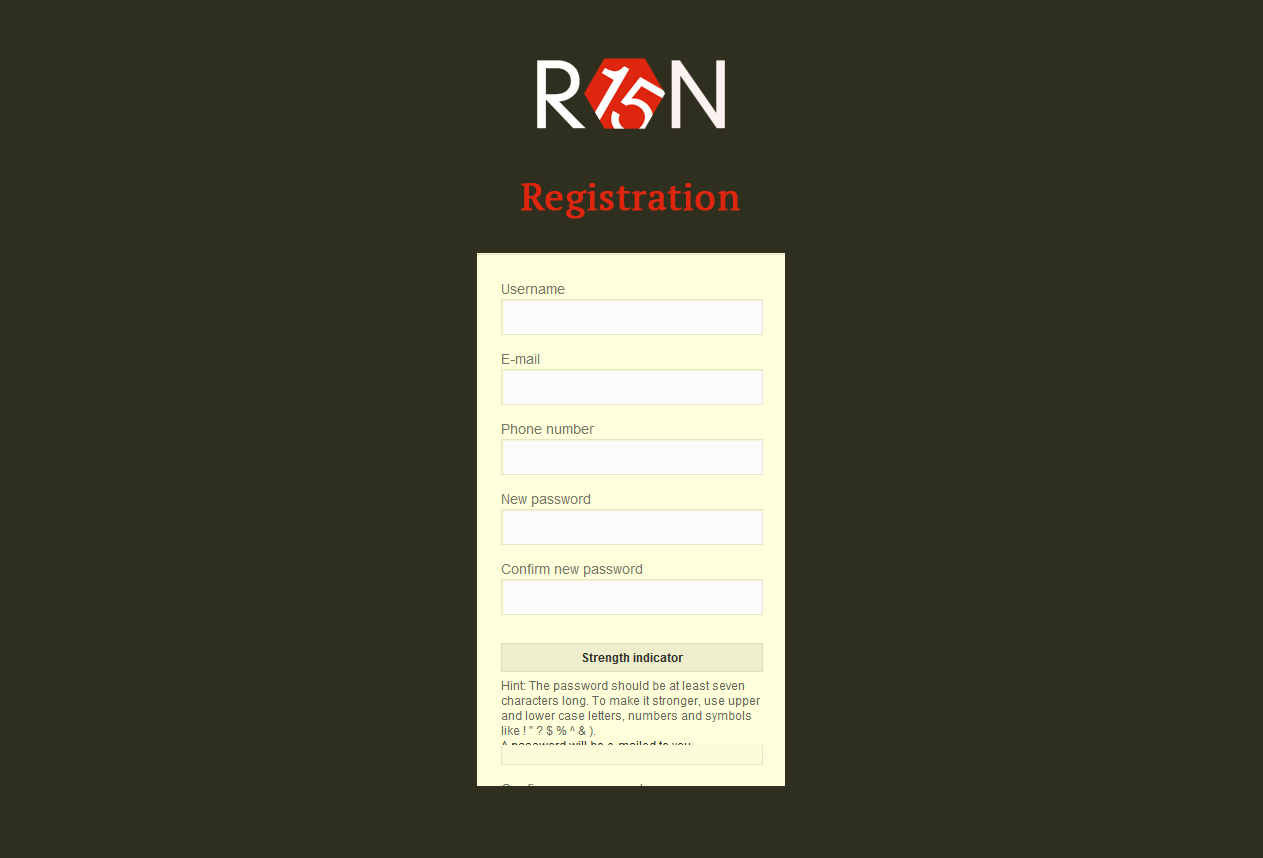 R15N
Registration
Username
E-mail
Phone number
New password
Confirm new password
Strength indicator
Hint: The password should be at least seven
characters long. To make it stronger, use upper
and lower case letters, numbers and symbols
like ! " ? $ % ^ & ).
A password will be e-mailed to you